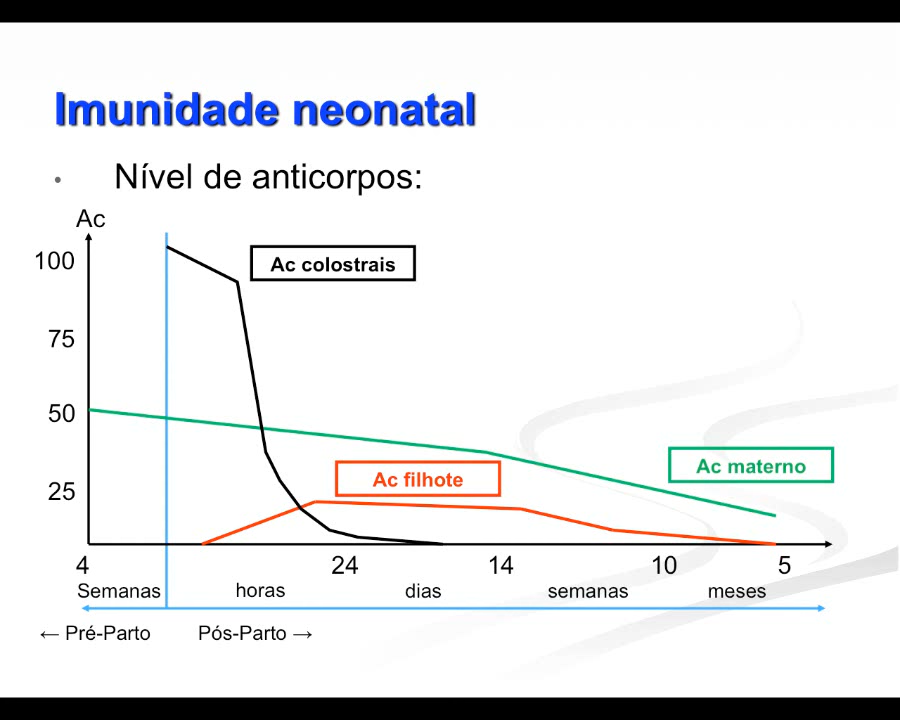 Imunidade neonatal
• Nível de anticorpos:
Ac
100
Ac colostrais
75
50
Ac materno
Ac filhote
25
4 24 14 10 5
Semanas horas dias semanas meses
← Pré-Parto Pós-Parto →